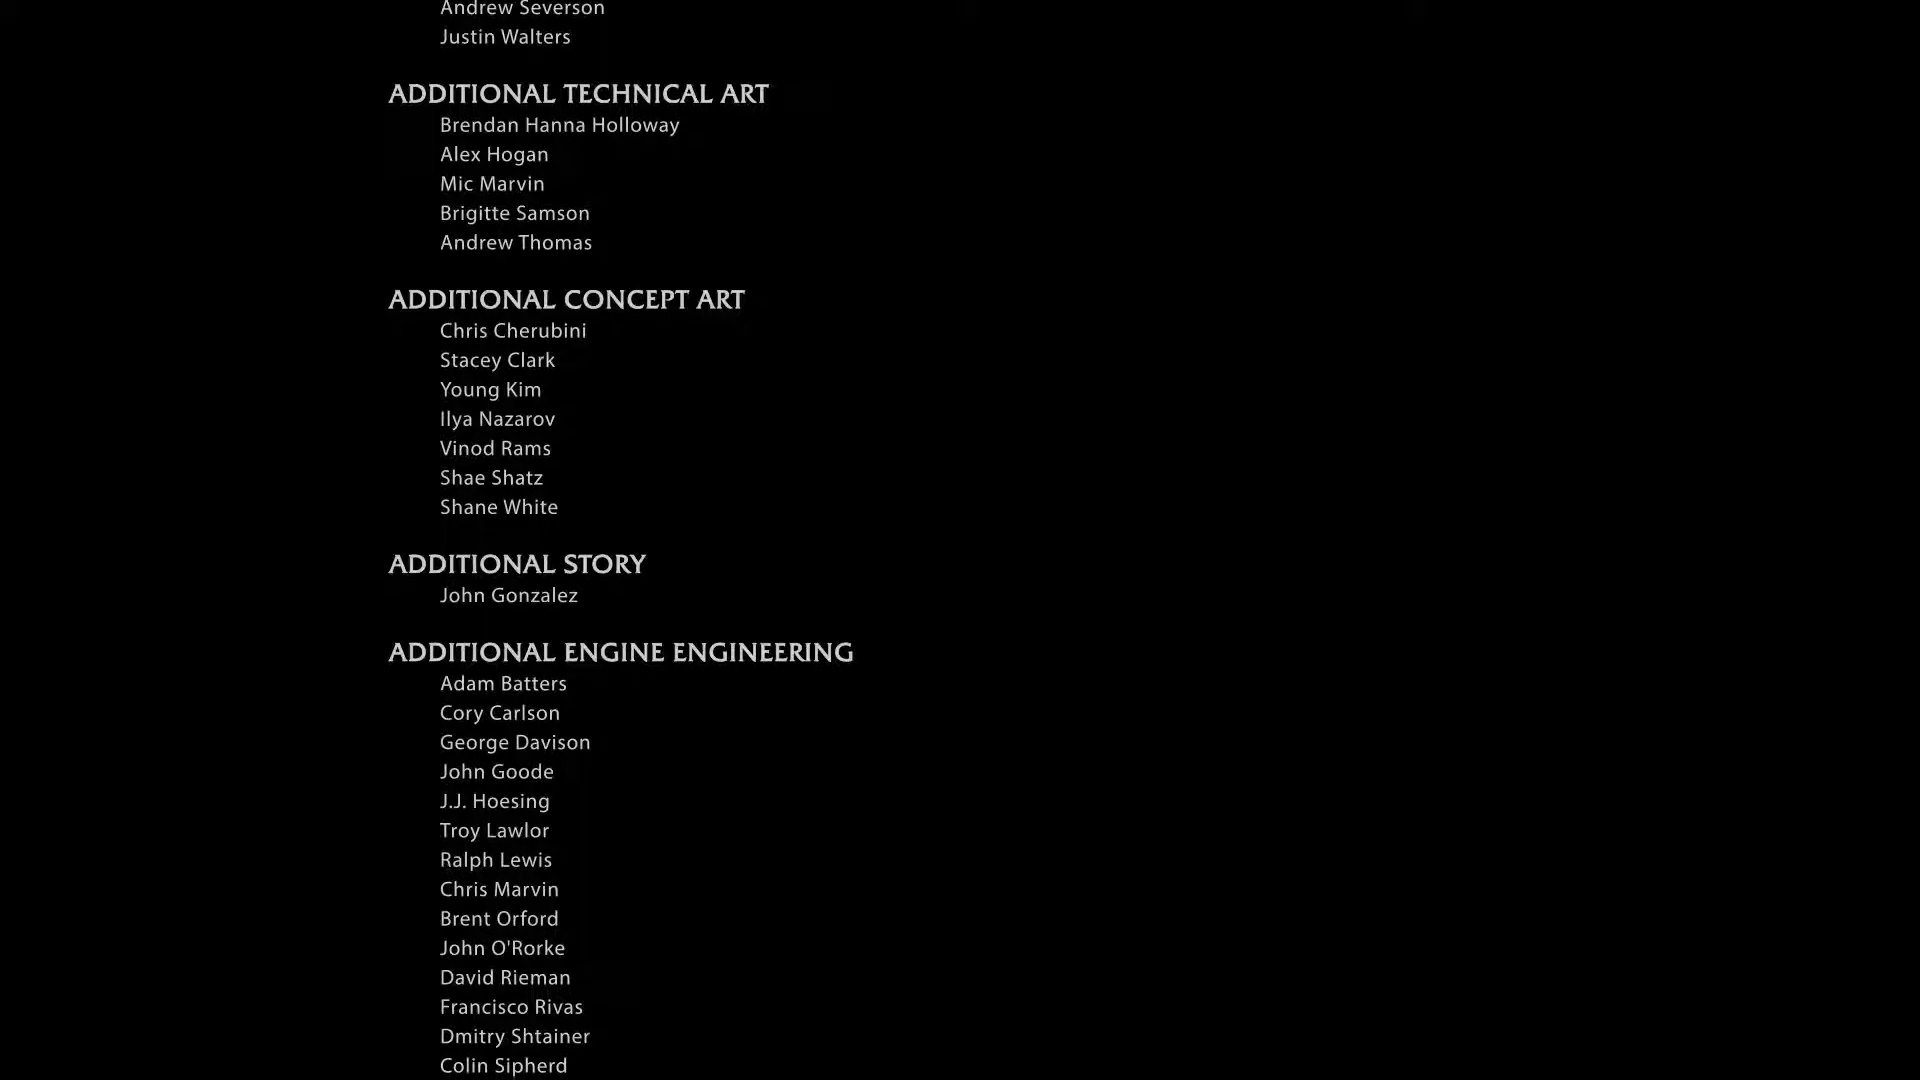 Andrew Severson
Justin Walters
ADDITIONAL TECHNICAL ART
Brendan Hanna Holloway
Alex Hogan
Mic Marvin
Brigitte Samson
Andrew Thomas
ADDITIONAL CONCEPT ART
Chris Cherubini
Stacey Clark
Young Kim
Ilya Nazarov
Vinod Rams
Shae Shatz
Shane White
ADDITIONAL STORY
John Gonzalez
ADDITIONAL ENGINE ENGINEERING
Adam Batters
Cory Carlson
George Davison
John Goode
J.J. Hoesing
Troy Lawlor
Ralph Lewis
Chris Marvin
Brent Orford
John O'Rorke
David Rieman
Francisco Rivas
Dmitry Shtainer
Colin Sipherd